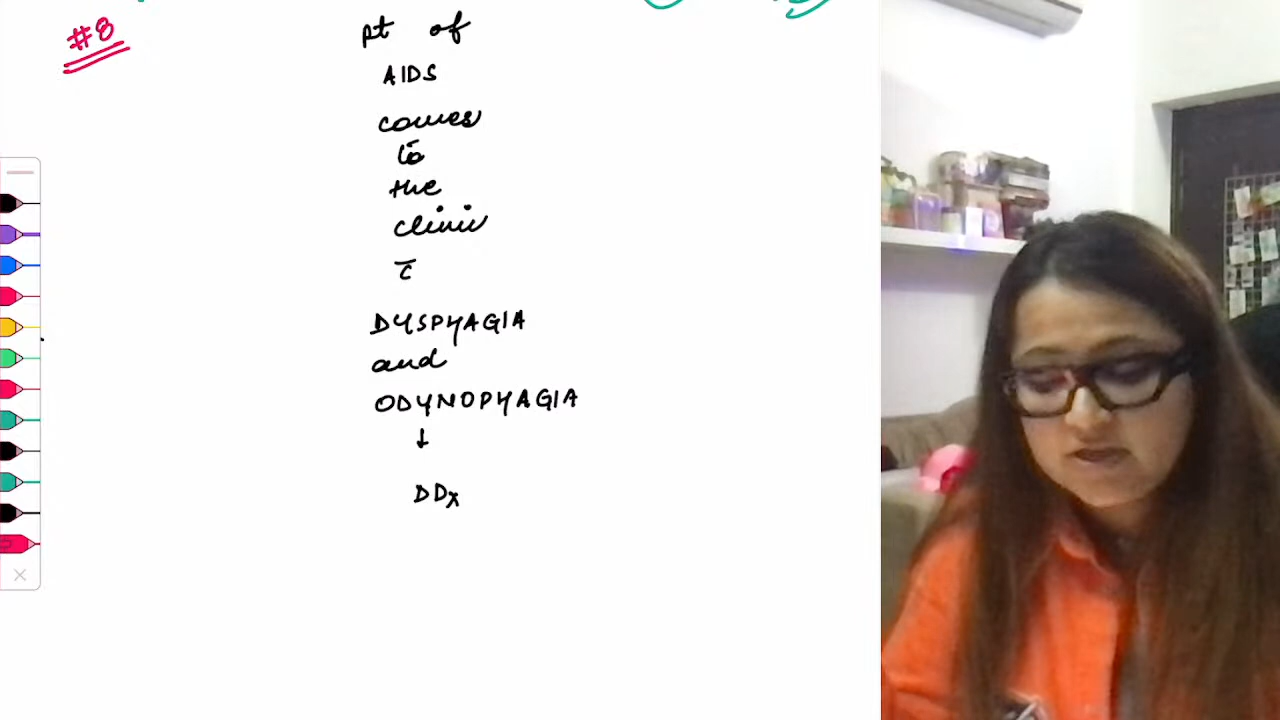 #8
pt of
AIDS
comes
to
the
clinic
c̄
DYSPHAGIA
and
ODYNOPHAGIA
↓
DDx